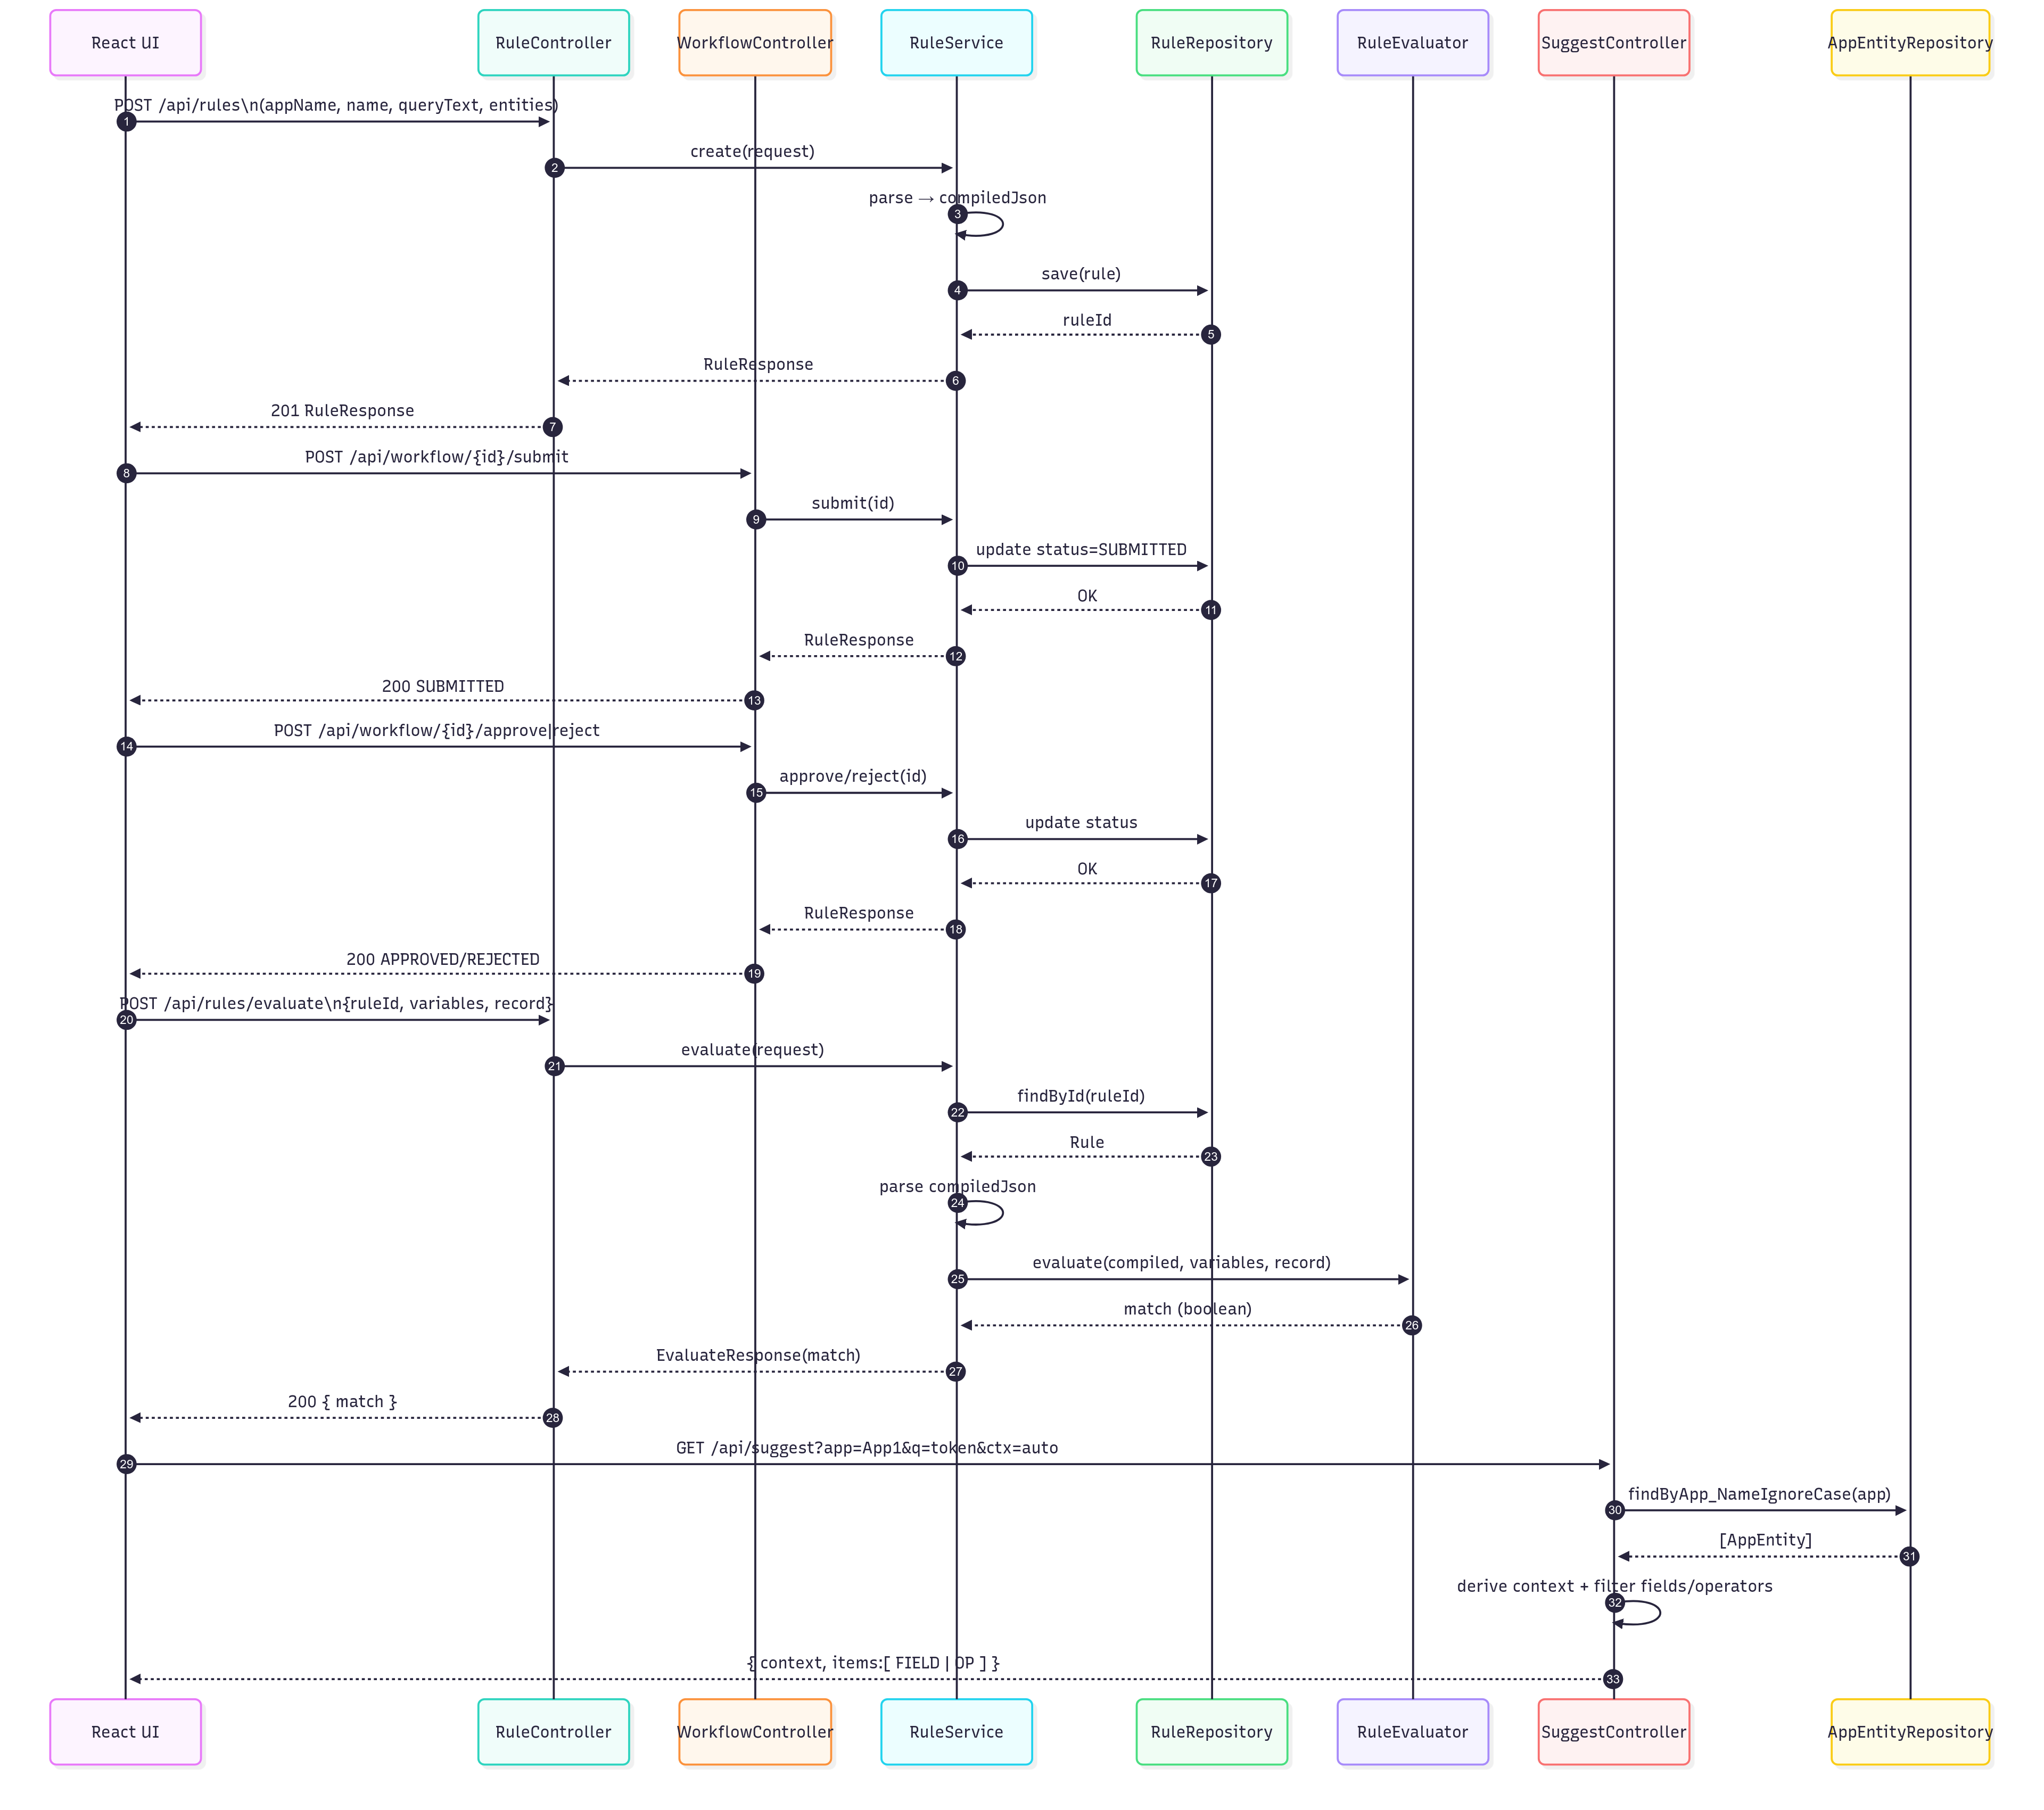 React UI
RuleController
WorkflowController
RuleService
RuleRepository
RuleEvaluator
SuggestController
AppEntityRepository
POST /api/rules\n(appName, name, queryText, entities)
1
create(request)
2
parse → compiledJson
3
save(rule)
4
ruleId
5
RuleResponse
6
201 RuleResponse
7
POST /api/workflow/{id}/submit
8
submit(id)
9
update status=SUBMITTED
10
OK
11
RuleResponse
12
200 SUBMITTED
13
POST /api/workflow/{id}/approve|reject
14
approve/reject(id)
15
update status
16
OK
17
RuleResponse
18
200 APPROVED/REJECTED
19
POST /api/rules/evaluate\n{ruleId, variables, record}
20
evaluate(request)
21
findById(ruleId)
22
Rule
23
parse compiledJson
24
evaluate(compiled, variables, record)
25
match (boolean)
26
EvaluateResponse(match)
27
200 { match }
28
GET /api/suggest?app=App1&q=token&ctx=auto
29
findByApp_NameIgnoreCase(app)
30
[AppEntity]
31
derive context + filter fields/operators
32
{ context, items:[ FIELD | OP ] }
33
React UI
RuleController
WorkflowController
RuleService
RuleRepository
RuleEvaluator
SuggestController
AppEntityRepository